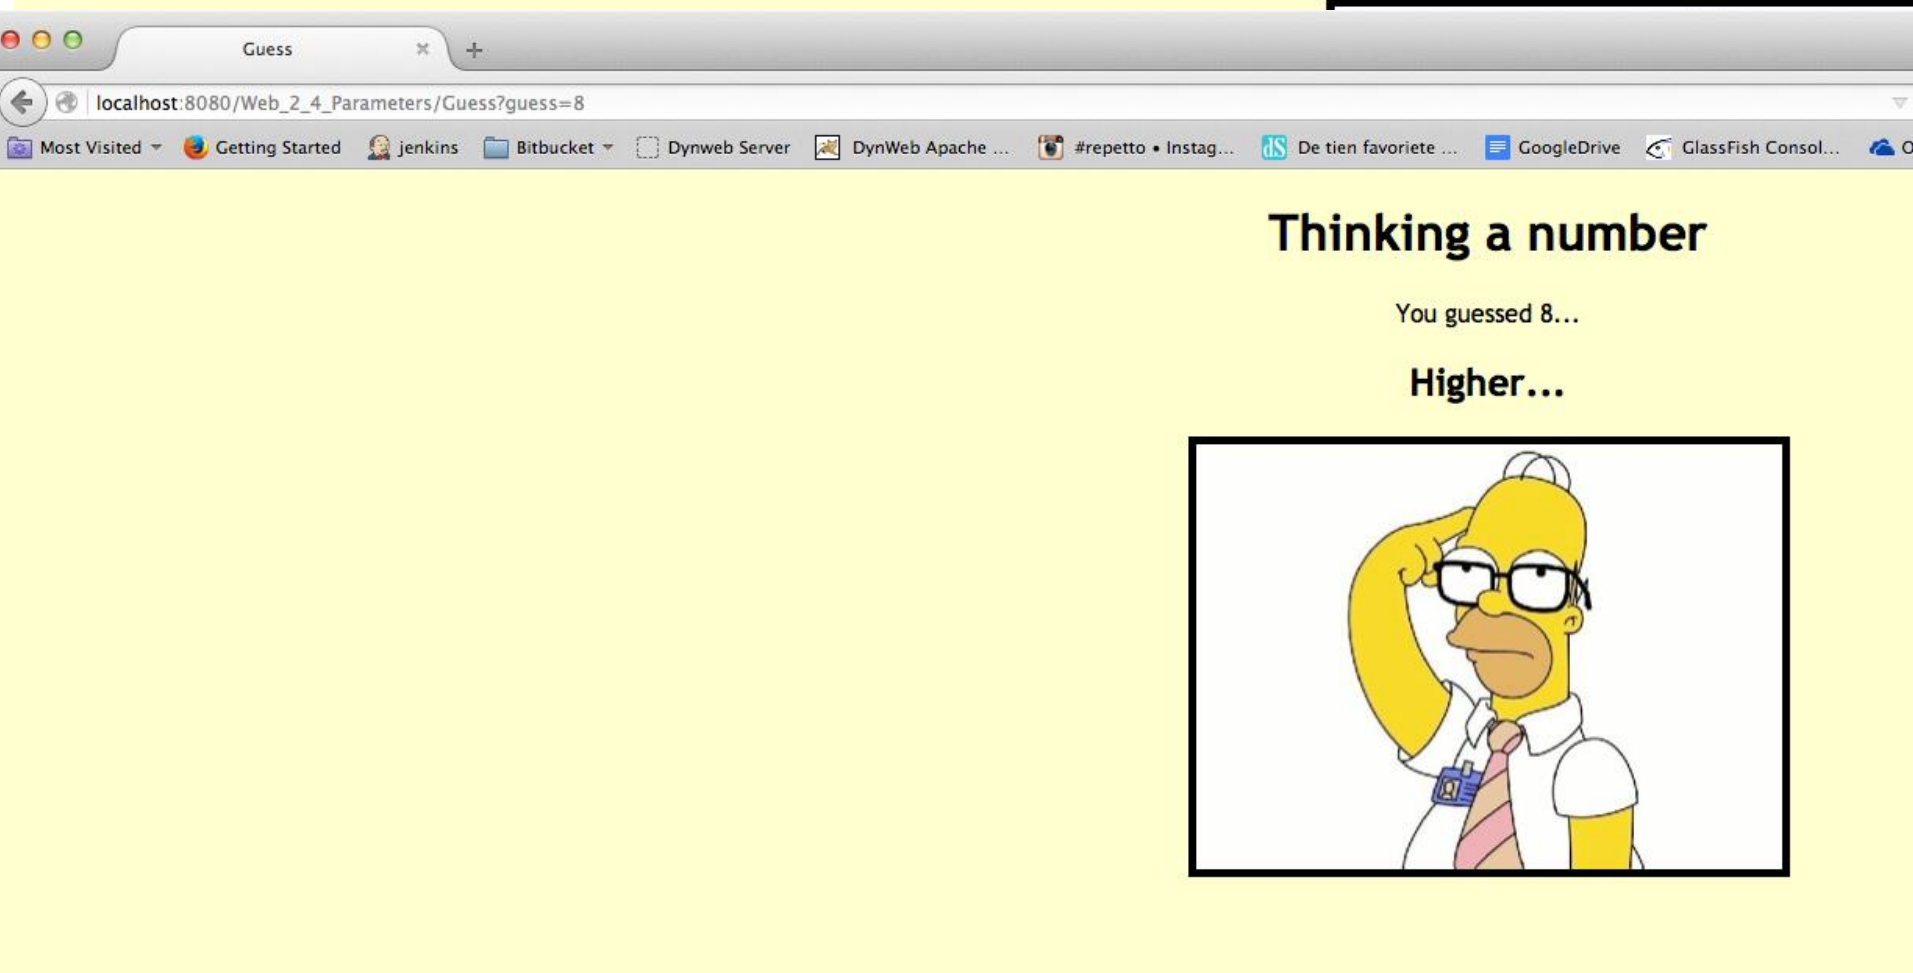 Guess
localhost:8080/Web_2_4_Parameters/Guess?guess=8
Most Visited Getting Started jenkins Bitbucket Dynweb Server DynWeb Apache ... #repetto • Instag... dS De tien favoriete ... GoogleDrive GlassFish Consol... O
Thinking a number
You guessed 8...
Higher...